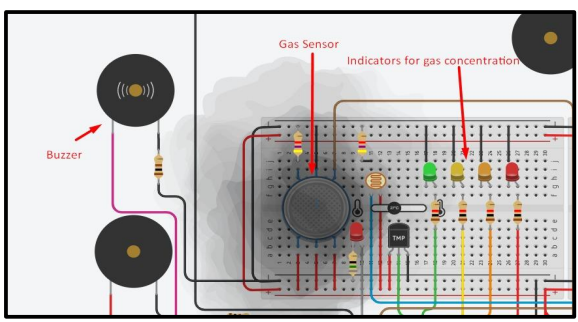 Gas Sensor
Indicators for gas concentration
Buzzer
TMP